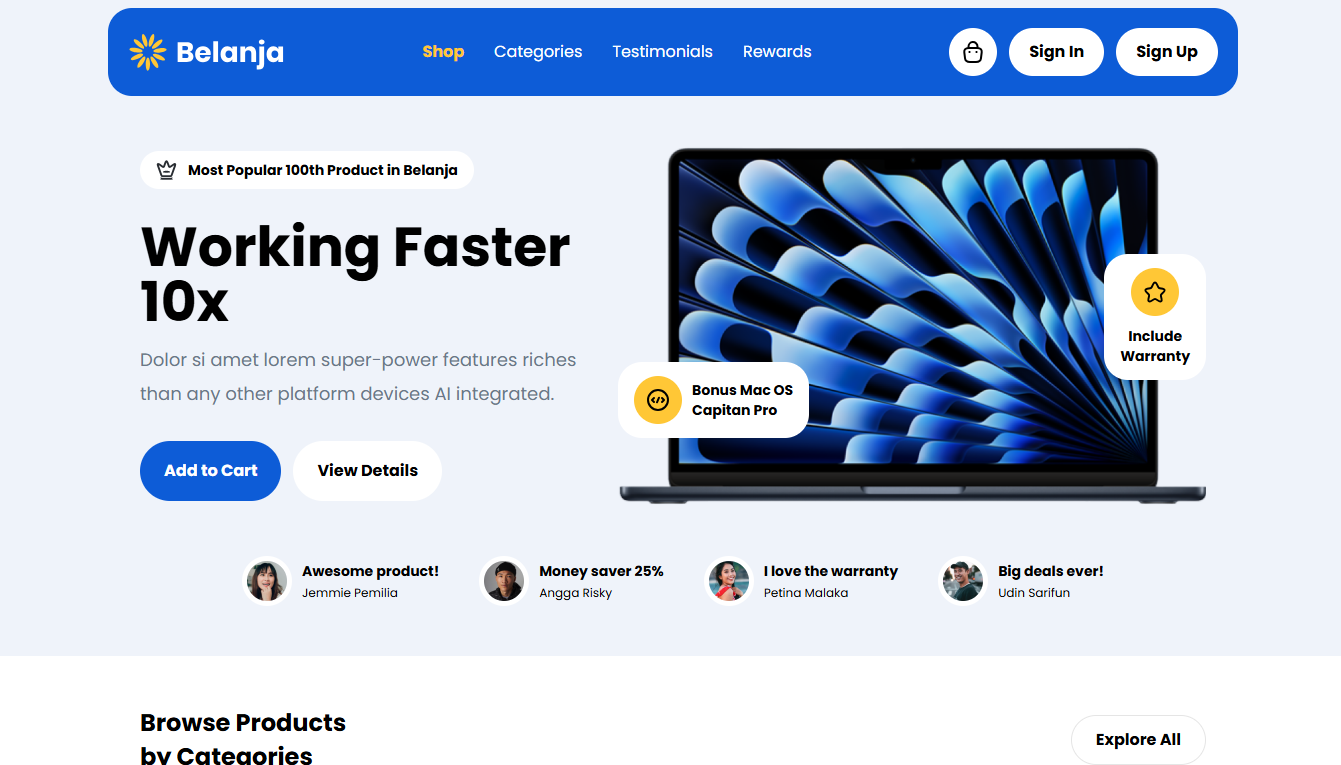 Belanja
Shop
Categories
Testimonials
Rewards
Sign In
Sign Up
Most Popular 100th Product in Belanja
Working Faster
10x
Dolor si amet lorem super-power features riches
than any other platform devices AI integrated.
Add to Cart
View Details
Include
Warranty
Bonus Mac OS
Capitan Pro
Awesome product!
Jemmie Pemilia
Money saver 25%
Angga Risky
I love the warranty
Petina Malaka
Big deals ever!
Udin Sarifun
Browse Products
by Categories
Explore All